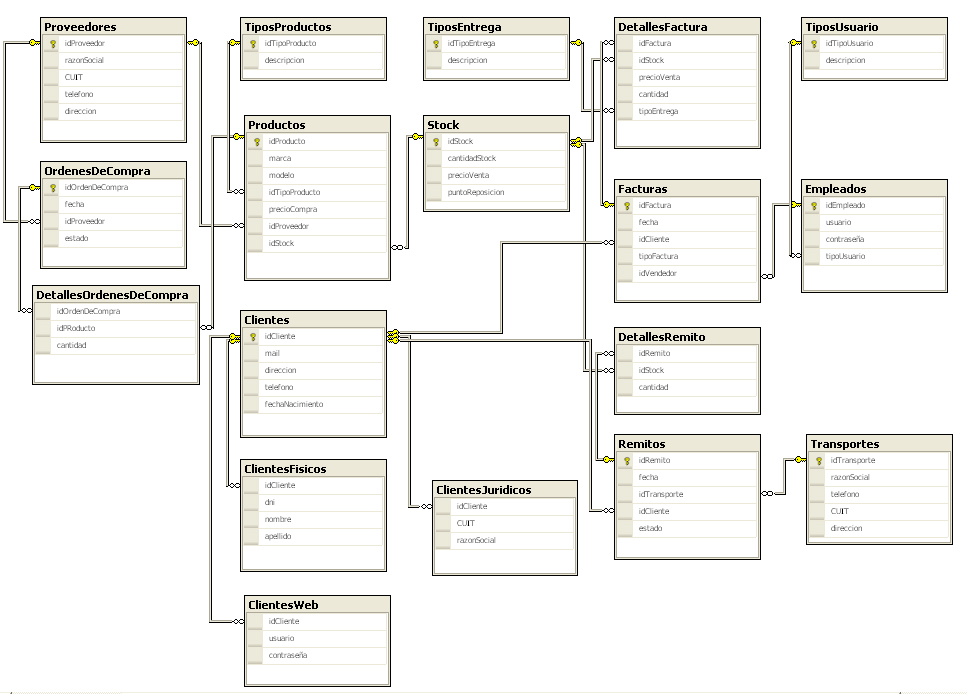 Proveedores
idProveedor
razonSocial
CUIT
telefono
direccion
TiposProductos
idTipoProducto
descripcion
TiposEntrega
idTipoEntrega
descripcion
DetallesFactura
idFactura
idStock
precioVenta
cantidad
tipoEntrega
TiposUsuario
idTipoUsuario
descripcion
OrdenesDeCompra
idOrdenDeCompra
fecha
idProveedor
estado
Productos
idProducto
marca
modelo
idTipoProducto
precioCompra
idProveedor
idStock
Stock
idStock
cantidadStock
precioVenta
puntoReposicion
Facturas
idFactura
fecha
idCliente
tipoFactura
idVendedor
Empleados
idEmpleado
usuario
contraseña
tipoUsuario
DetallesOrdenesDeCompra
idOrdenDeCompra
idPRoducto
cantidad
Clientes
idCliente
mail
direccion
telefono
fechaNacimiento
DetallesRemito
idRemito
idStock
cantidad
ClientesFisicos
idCliente
dni
nombre
apellido
ClientesJuridicos
idCliente
CUIT
razonSocial
Remitos
idRemito
fecha
idTransporte
idCliente
estado
Transportes
idTransporte
razonSocial
telefono
CUIT
direccion
ClientesWeb
idCliente
usuario
contraseña